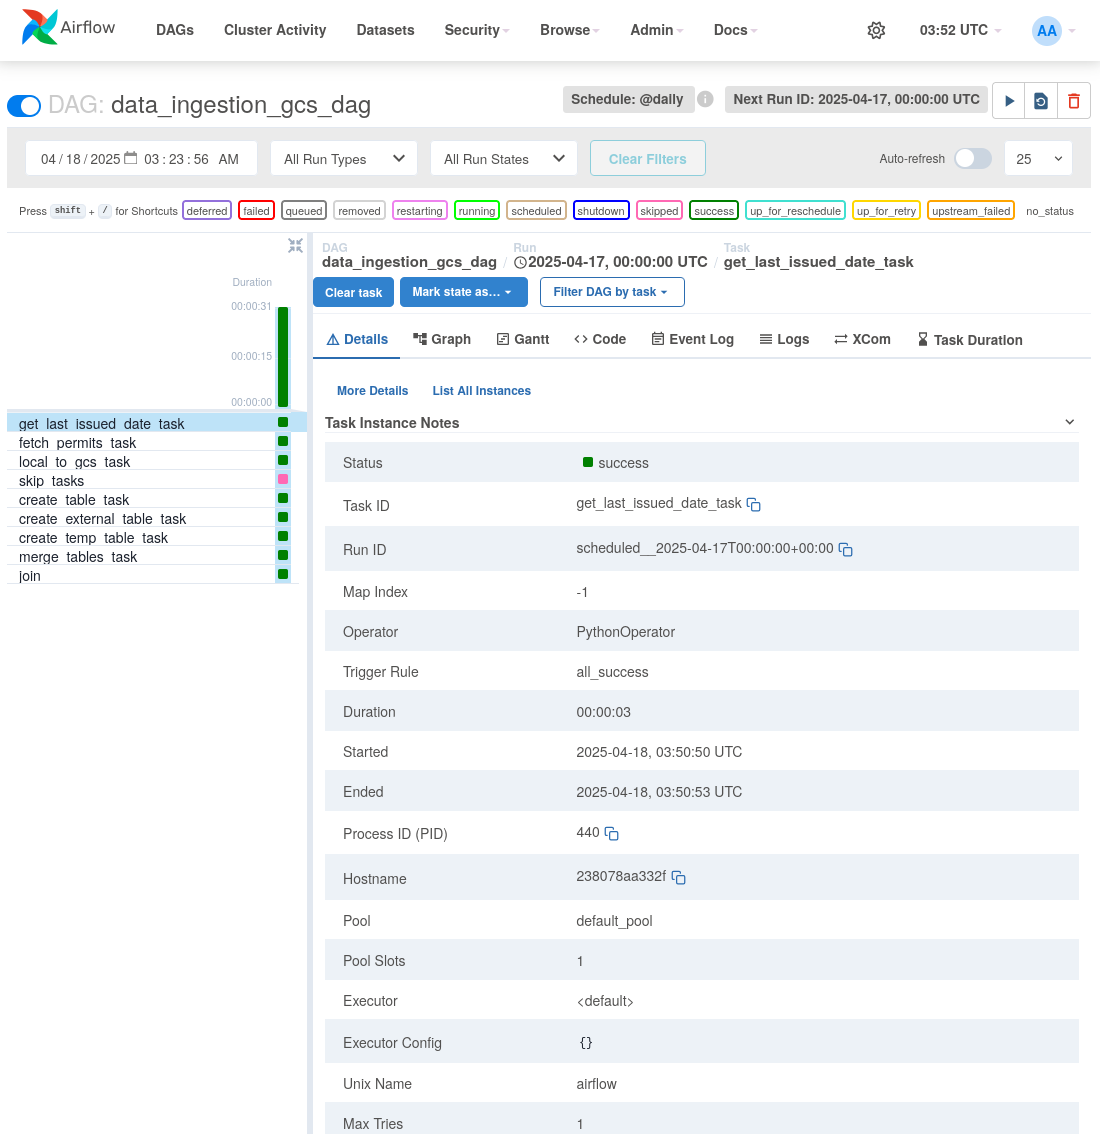 Airflow DAGs Cluster Activity Datasets Security Browse Admin Docs 03:52 UTC AA
DAG: data_ingestion_gcs_dag Schedule: @daily i Next Run ID: 2025-04-17, 00:00:00 UTC
04 / 18 / 2025 03 : 23 : 56 AM All Run Types All Run States Clear Filters Auto-refresh 25
Press shift + / for Shortcuts deferred failed queued removed restarting running scheduled shutdown skipped success up_for_reschedule up_for_retry upstream_failed no_status
Duration
00:00:31
00:00:15
00:00:00
get_last_issued_date_task
fetch_permits_task
local_to_gcs_task
skip_tasks
create_table_task
create_external_table_task
create_temp_table_task
merge_tables_task
join
DAG Run Task
data_ingestion_gcs_dag / 2025-04-17, 00:00:00 UTC / get_last_issued_date_task
Clear task Mark state as... Filter DAG by task
Details Graph Gantt <> Code Event Log Logs XCom Task Duration
More Details List All Instances
Task Instance Notes
Status success
Task ID get_last_issued_date_task
Run ID scheduled__2025-04-17T00:00:00+00:00
Map Index -1
Operator PythonOperator
Trigger Rule all_success
Duration 00:00:03
Started 2025-04-18, 03:50:50 UTC
Ended 2025-04-18, 03:50:53 UTC
Process ID (PID) 440
Hostname 238078aa332f
Pool default_pool
Pool Slots 1
Executor <default>
Executor Config {}
Unix Name airflow
Max Tries 1